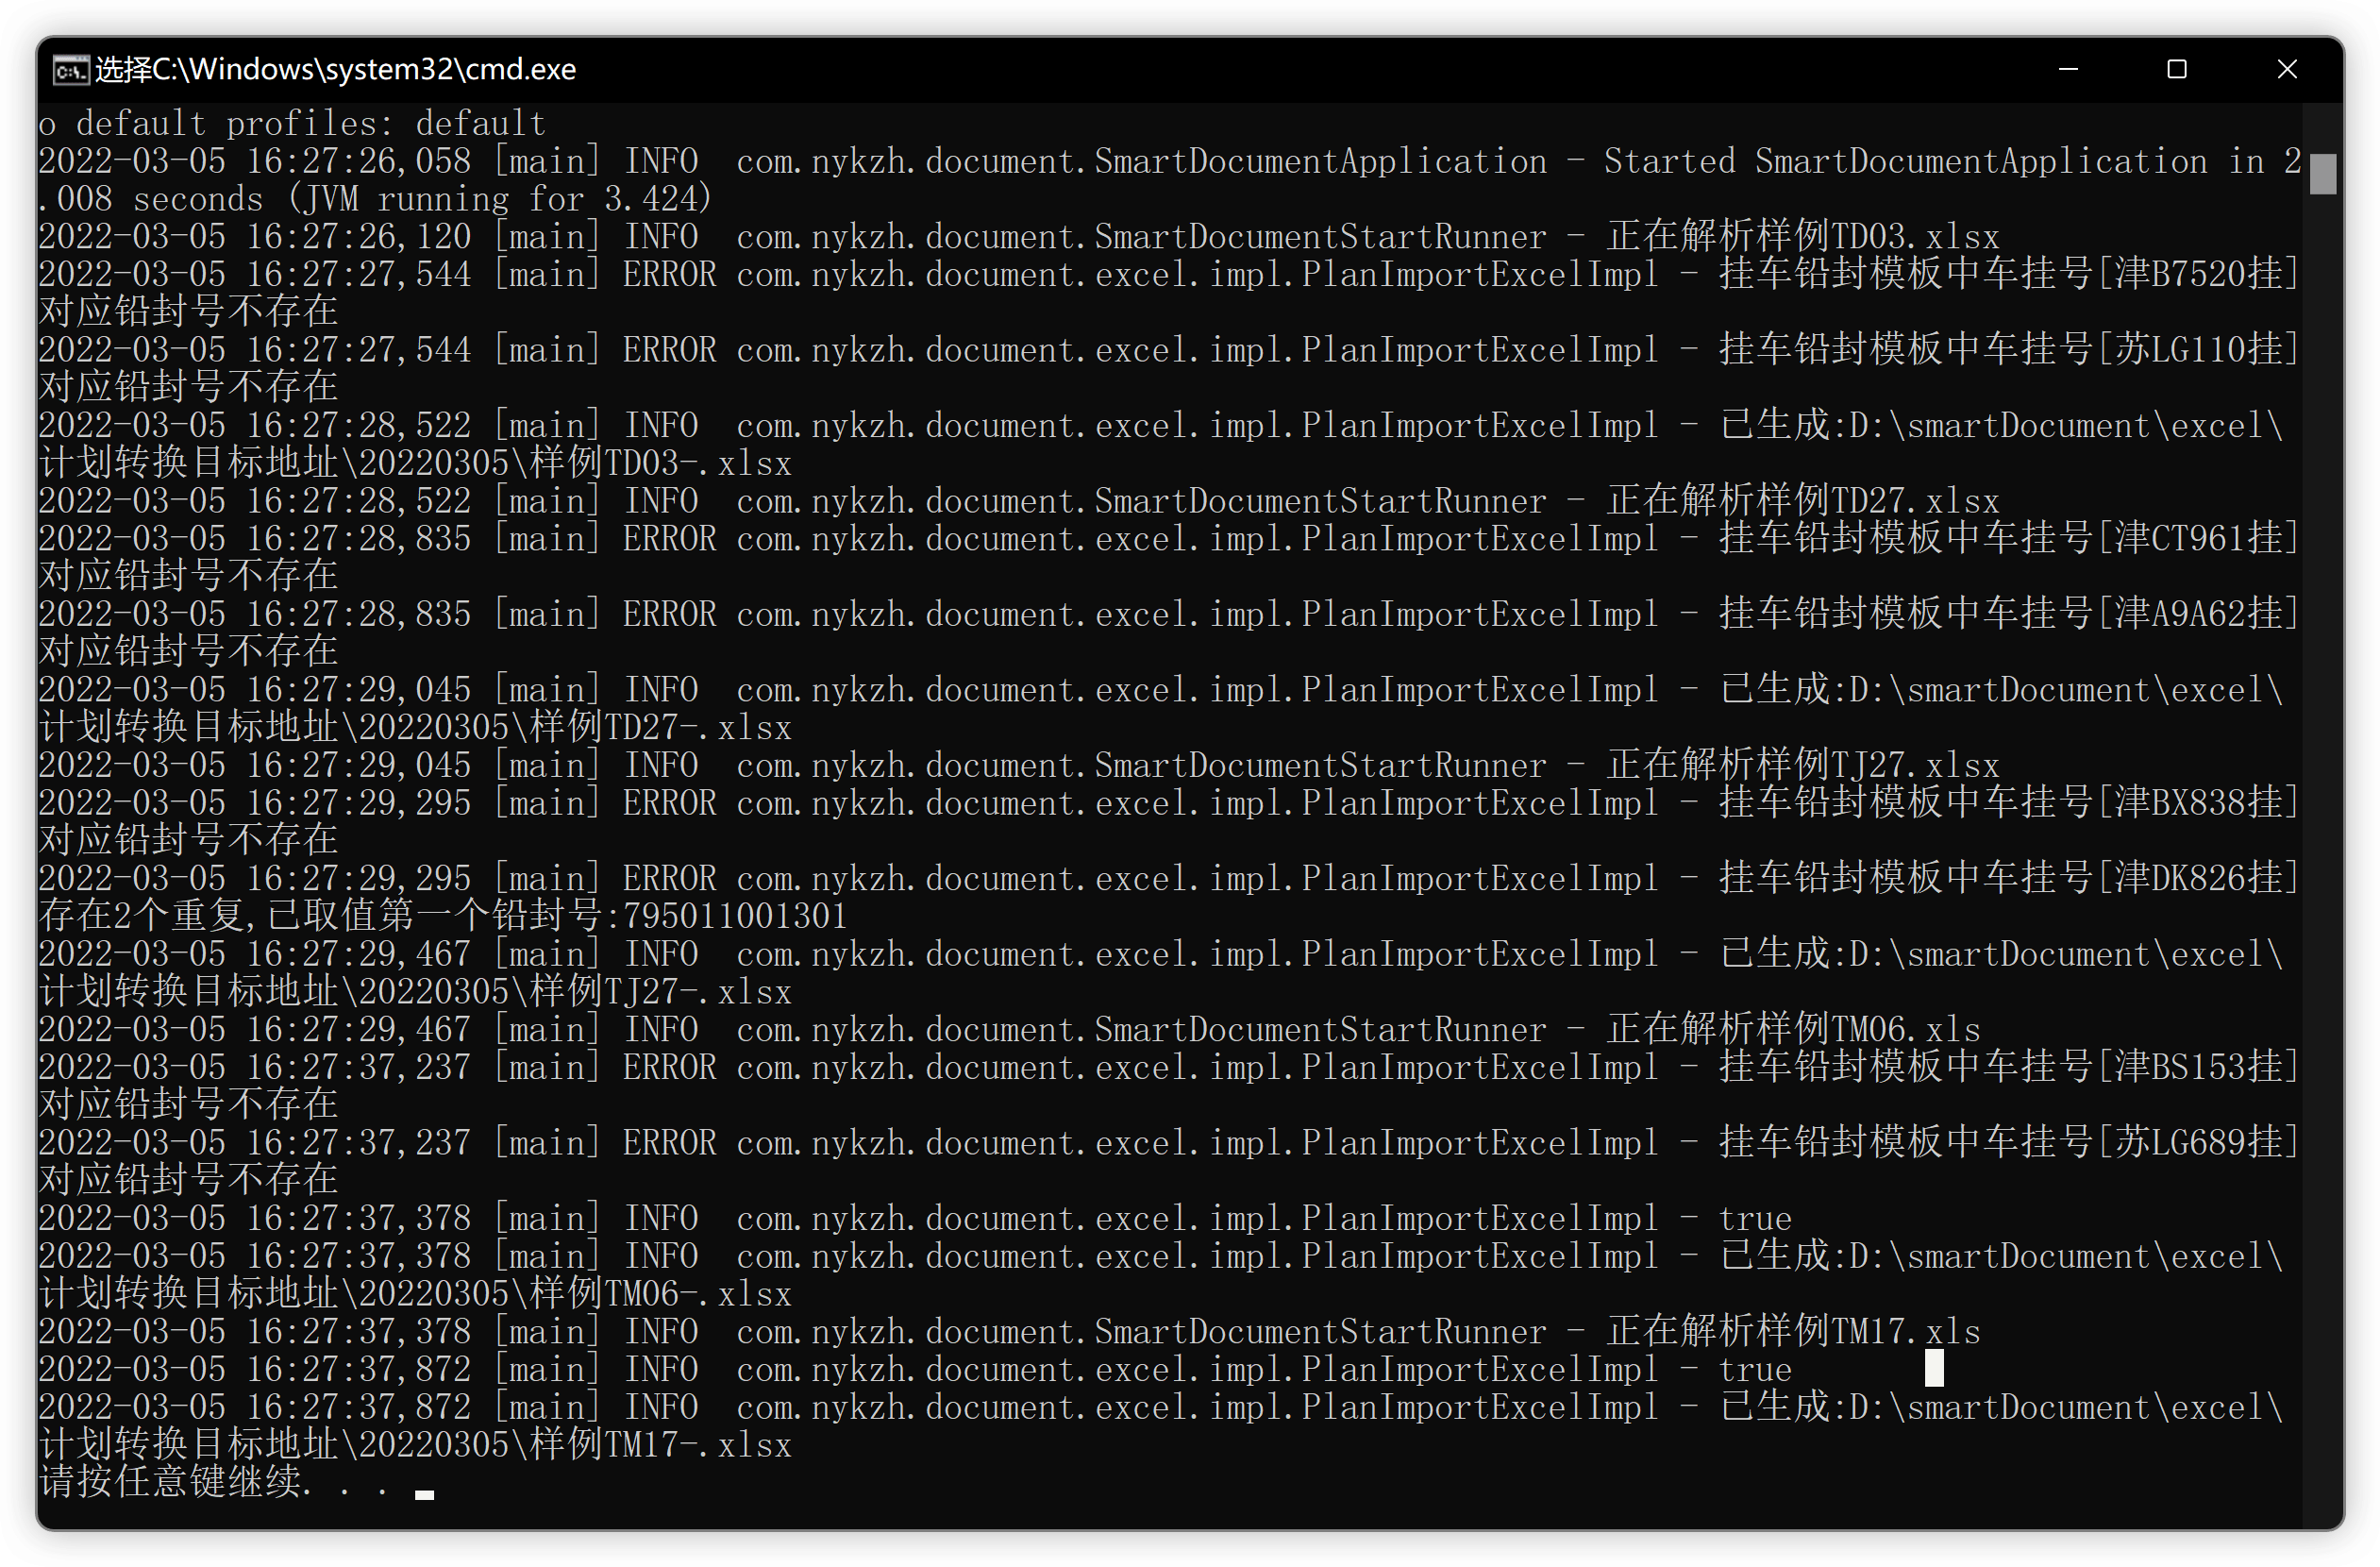 选择C:\Windows\system32\cmd.exe
o default profiles: default
2022-03-05 16:27:26,058 [main] INFO  com.nykzh.document.SmartDocumentApplication - Started SmartDocumentApplication in 2
.008 seconds (JVM running for 3.424)
2022-03-05 16:27:26,120 [main] INFO  com.nykzh.document.SmartDocumentStartRunner - 正在解析样例TD03.xlsx
2022-03-05 16:27:27,544 [main] ERROR com.nykzh.document.excel.impl.PlanImportExcelImpl - 挂车铅封模板中车挂号[津B7520挂]
对应铅封号不存在
2022-03-05 16:27:27,544 [main] ERROR com.nykzh.document.excel.impl.PlanImportExcelImpl - 挂车铅封模板中车挂号[苏LG110挂]
对应铅封号不存在
2022-03-05 16:27:28,522 [main] INFO  com.nykzh.document.excel.impl.PlanImportExcelImpl - 已生成:D:\smartDocument\excel\
计划转换目标地址\20220305\样例TD03-.xlsx
2022-03-05 16:27:28,522 [main] INFO  com.nykzh.document.SmartDocumentStartRunner - 正在解析样例TD27.xlsx
2022-03-05 16:27:28,835 [main] ERROR com.nykzh.document.excel.impl.PlanImportExcelImpl - 挂车铅封模板中车挂号[津CT961挂]
对应铅封号不存在
2022-03-05 16:27:28,835 [main] ERROR com.nykzh.document.excel.impl.PlanImportExcelImpl - 挂车铅封模板中车挂号[津A9A62挂]
对应铅封号不存在
2022-03-05 16:27:29,045 [main] INFO  com.nykzh.document.excel.impl.PlanImportExcelImpl - 已生成:D:\smartDocument\excel\
计划转换目标地址\20220305\样例TD27-.xlsx
2022-03-05 16:27:29,045 [main] INFO  com.nykzh.document.SmartDocumentStartRunner - 正在解析样例TJ27.xlsx
2022-03-05 16:27:29,295 [main] ERROR com.nykzh.document.excel.impl.PlanImportExcelImpl - 挂车铅封模板中车挂号[津BX838挂]
对应铅封号不存在
2022-03-05 16:27:29,295 [main] ERROR com.nykzh.document.excel.impl.PlanImportExcelImpl - 挂车铅封模板中车挂号[津DK826挂]
存在2个重复,已取值第一个铅封号:795011001301
2022-03-05 16:27:29,467 [main] INFO  com.nykzh.document.excel.impl.PlanImportExcelImpl - 已生成:D:\smartDocument\excel\
计划转换目标地址\20220305\样例TJ27-.xlsx
2022-03-05 16:27:29,467 [main] INFO  com.nykzh.document.SmartDocumentStartRunner - 正在解析样例TM06.xls
2022-03-05 16:27:37,237 [main] ERROR com.nykzh.document.excel.impl.PlanImportExcelImpl - 挂车铅封模板中车挂号[津BS153挂]
对应铅封号不存在
2022-03-05 16:27:37,237 [main] ERROR com.nykzh.document.excel.impl.PlanImportExcelImpl - 挂车铅封模板中车挂号[苏LG689挂]
对应铅封号不存在
2022-03-05 16:27:37,378 [main] INFO  com.nykzh.document.excel.impl.PlanImportExcelImpl - true
2022-03-05 16:27:37,378 [main] INFO  com.nykzh.document.excel.impl.PlanImportExcelImpl - 已生成:D:\smartDocument\excel\
计划转换目标地址\20220305\样例TM06-.xlsx
2022-03-05 16:27:37,378 [main] INFO  com.nykzh.document.SmartDocumentStartRunner - 正在解析样例TM17.xls
2022-03-05 16:27:37,872 [main] INFO  com.nykzh.document.excel.impl.PlanImportExcelImpl - true
2022-03-05 16:27:37,872 [main] INFO  com.nykzh.document.excel.impl.PlanImportExcelImpl - 已生成:D:\smartDocument\excel\
计划转换目标地址\20220305\样例TM17-.xlsx
请按任意键继续. . .